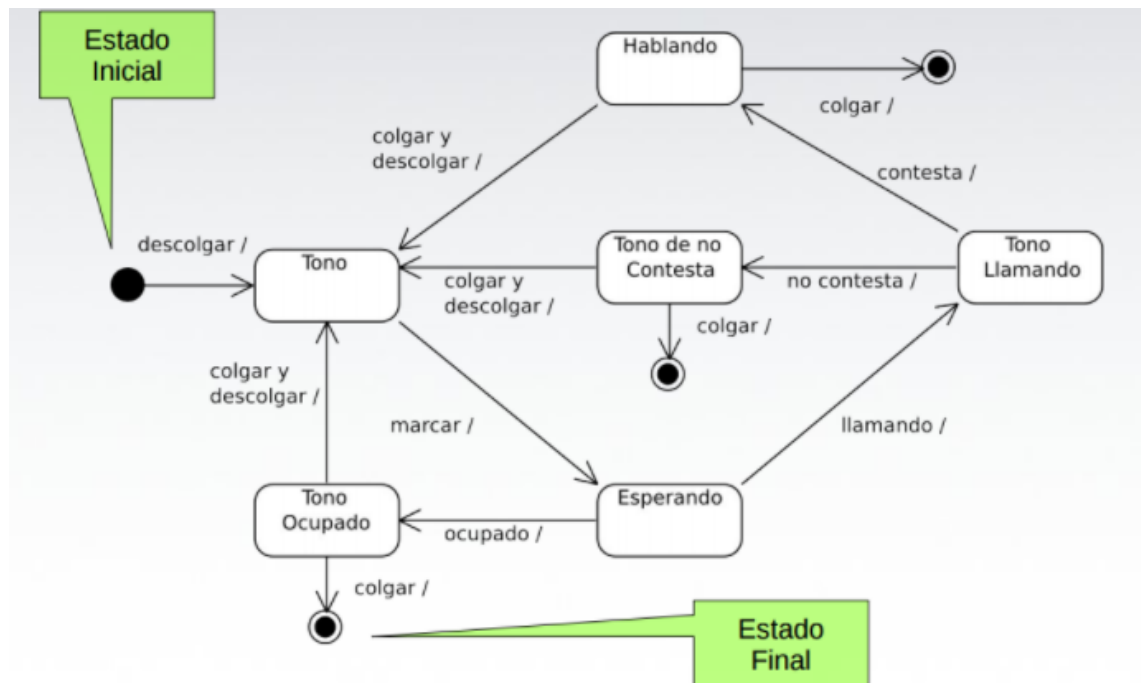 Estado
Inicial
Hablando
colgar /
colgar y
descolgar /
contesta /
descolgar /
Tono
Tono de no
Contesta
Tono
Llamando
colgar y
descolgar /
no contesta /
colgar /
colgar y
descolgar /
marcar /
llamando /
Tono
Ocupado
Esperando
ocupado /
colgar /
Estado
Final